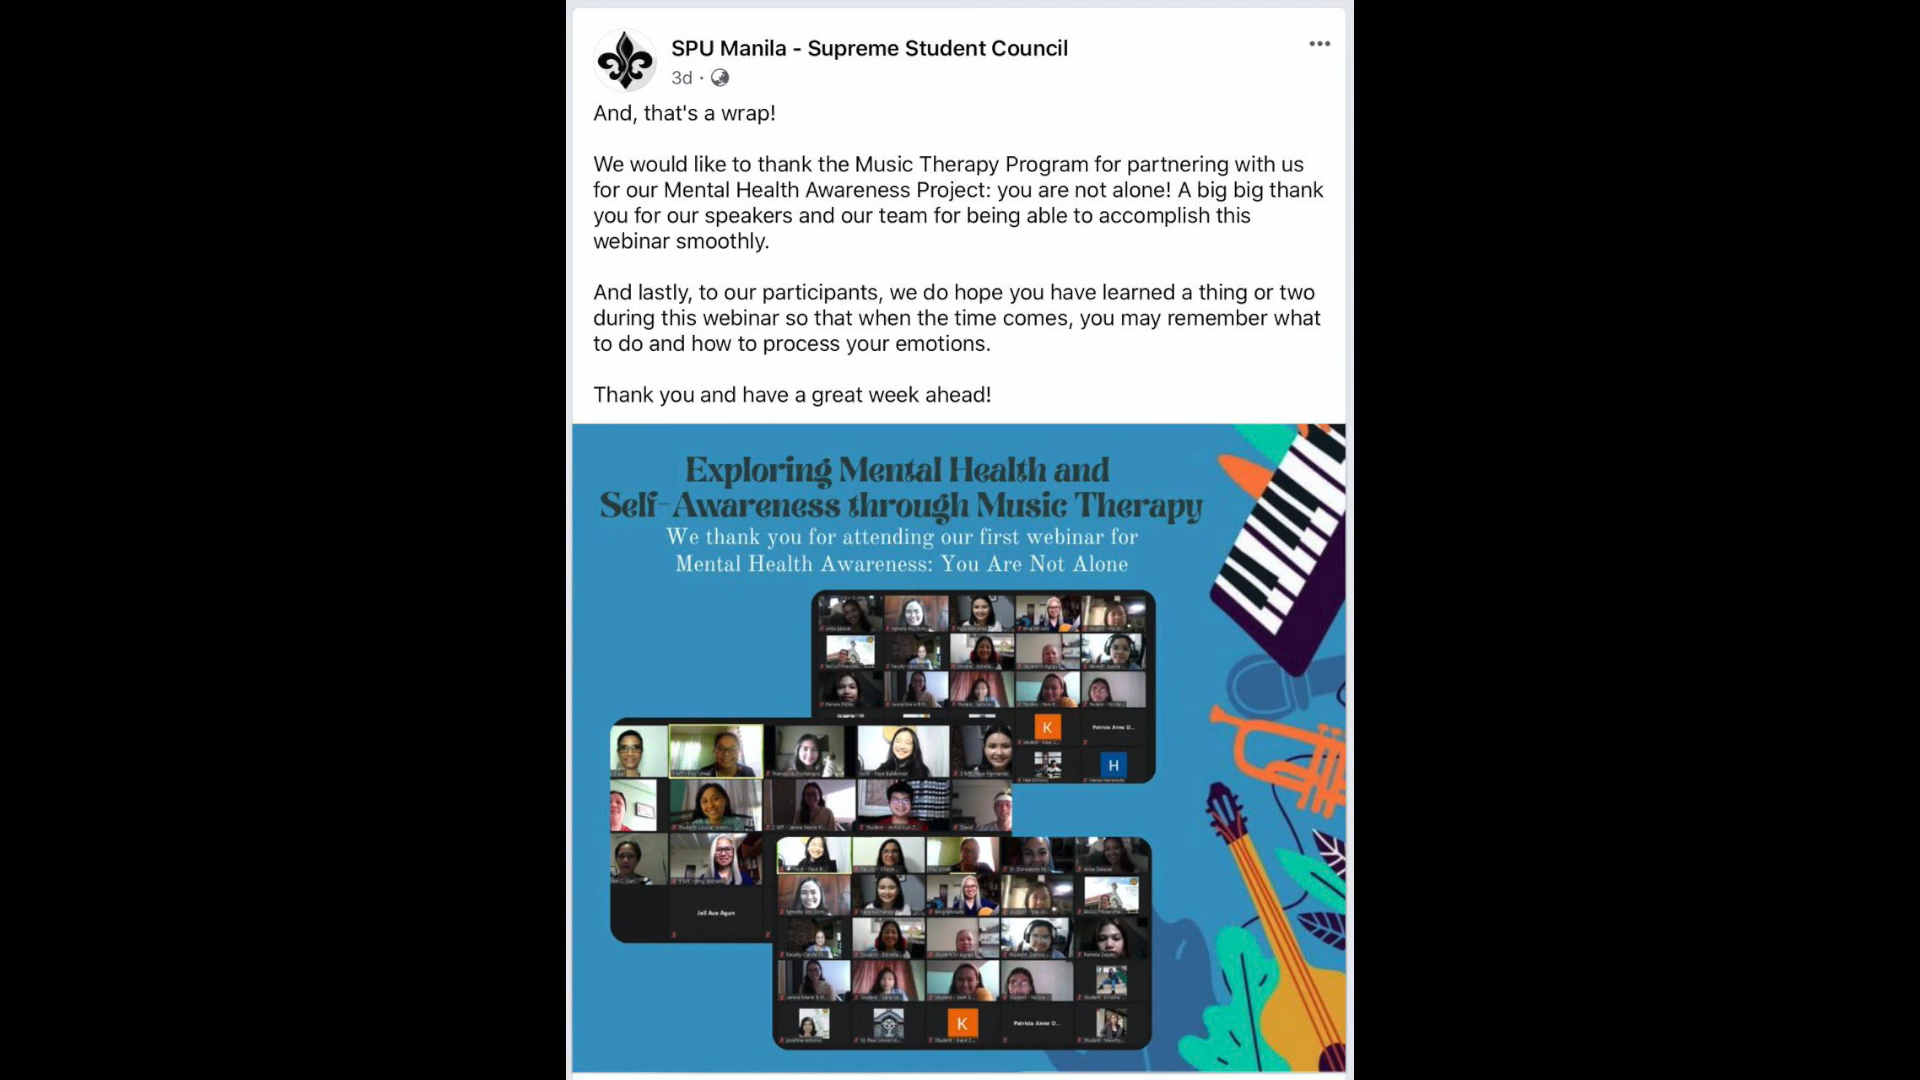 SPU Manila - Supreme Student Council
3d
And, that's a wrap!
We would like to thank the Music Therapy Program for partnering with us
for our Mental Health Awareness Project: you are not alone! A big big thank
you for our speakers and our team for being able to accomplish this
webinar smoothly.
And lastly, to our participants, we do hope you have learned a thing or two
during this webinar so that when the time comes, you may remember what
to do and how to process your emotions.
Thank you and have a great week ahead!
Exploring Mental Health and
Self-Awareness through Music Therapy
We thank you for attending our first webinar for
Mental Health Awareness: You Are Not Alone
K
Patricia Anne D...
H
Jell Ace Agan
K
Patricia Anne D...